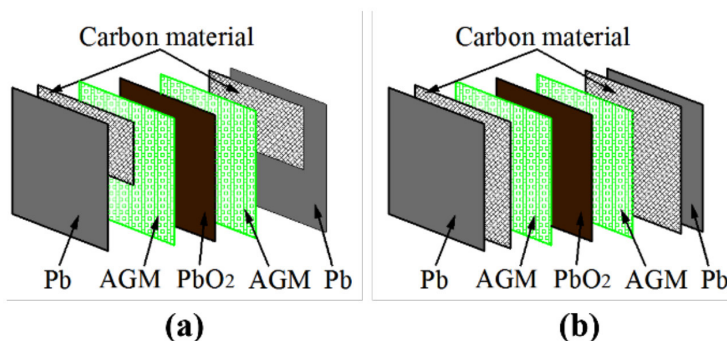 Carbon material
Pb AGM PbO₂ AGM Pb
(a)
Carbon material
Pb AGM PbO₂ AGM Pb
(b)